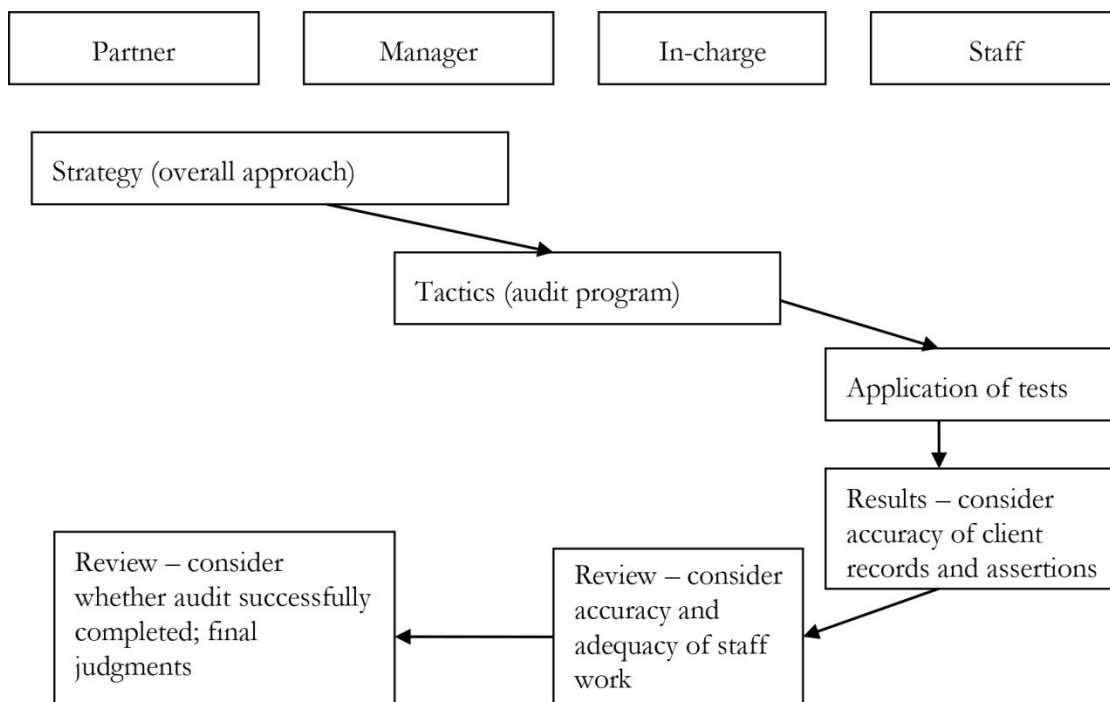 Partner
Manager
In-charge
Staff
Strategy (overall approach)
Tactics (audit program)
Application of tests
Results – consider
accuracy of client
records and assertions
Review – consider
accuracy and
adequacy of staff
work
Review – consider
whether audit successfully
completed; final
judgments